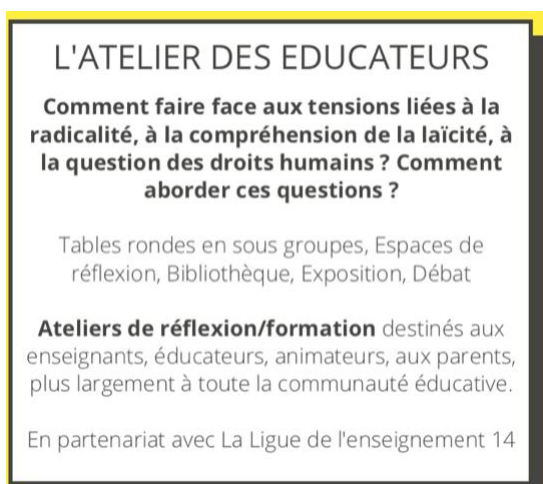 L'ATELIER DES EDUCATEURS
Comment faire face aux tensions liées à la
radicalité, à la compréhension de la laïcité, à
la question des droits humains ? Comment
aborder ces questions ?
Tables rondes en sous groupes, Espaces de
réflexion, Bibliothèque, Exposition, Débat
Ateliers de réflexion/formation destinés aux
enseignants, éducateurs, animateurs, aux parents,
plus largement à toute la communauté éducative.
En partenariat avec La Ligue de l'enseignement 14